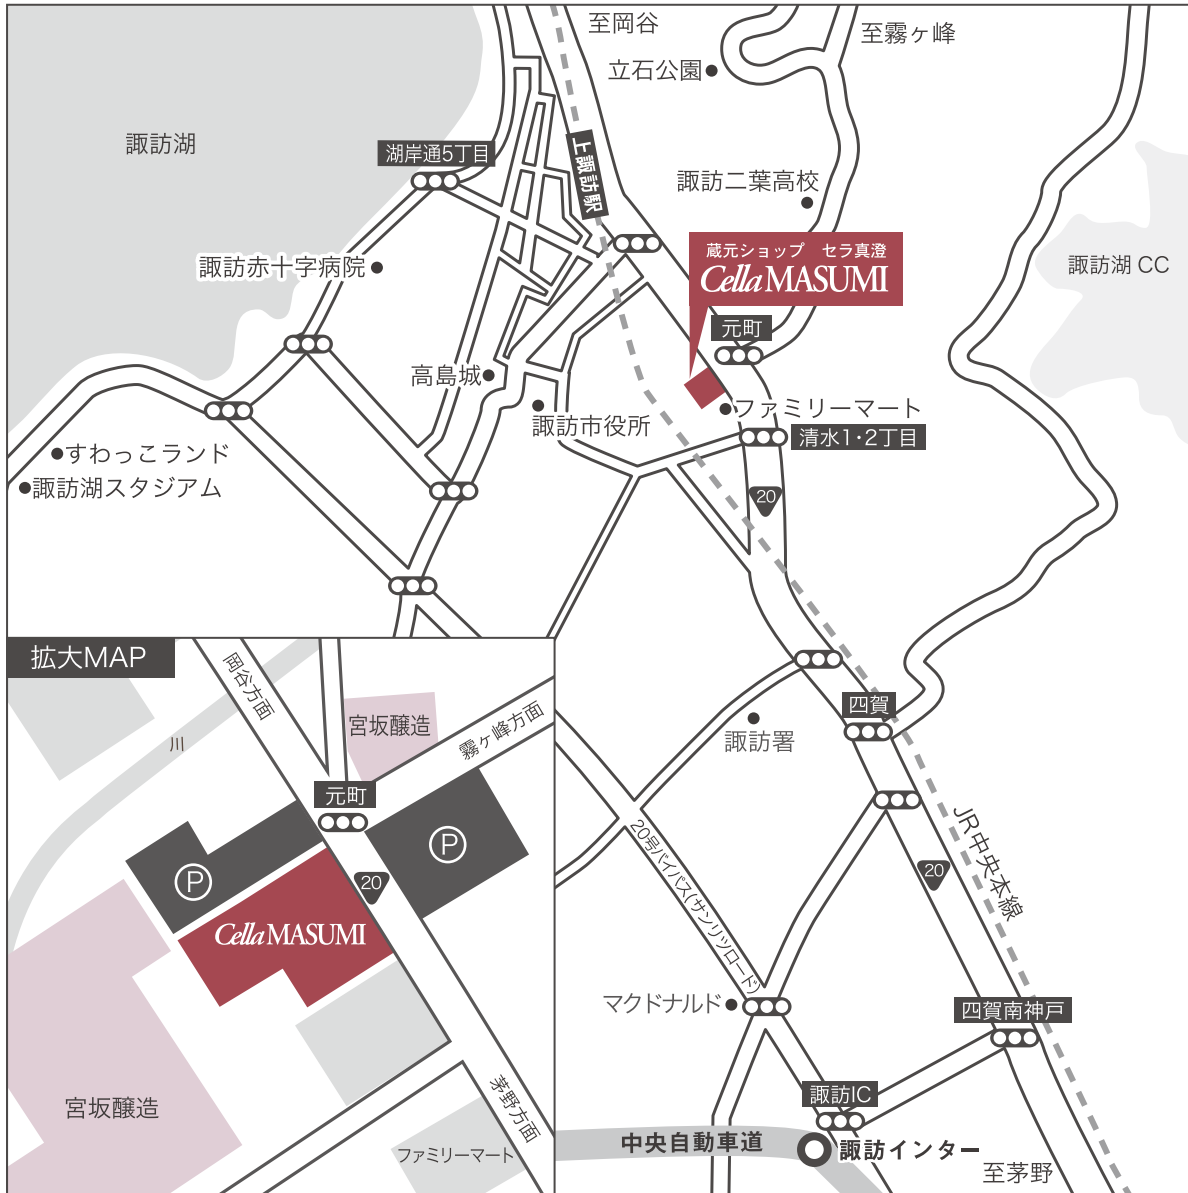 至岡谷
至霧ヶ峰
立石公園
諏訪湖
湖岸通5丁目
上諏訪駅
諏訪二葉高校
蔵元ショップ セラ真澄
Cella MASUMI
諏訪湖 CC
諏訪赤十字病院
元町
高島城
ファミリーマート
諏訪市役所
清水1・2丁目
すわっこランド
諏訪湖スタジアム
20
拡大MAP
岡谷方面
宮坂醸造
霧ヶ峰方面
川
元町
P
P
20
Cella MASUMI
宮坂醸造
茅野方面
ファミリーマート
四賀
諏訪署
JR中央本線
20号バイパス(サンリツロード)
20
マクドナルド
四賀南神戸
諏訪IC
中央自動車道
諏訪インター
至茅野